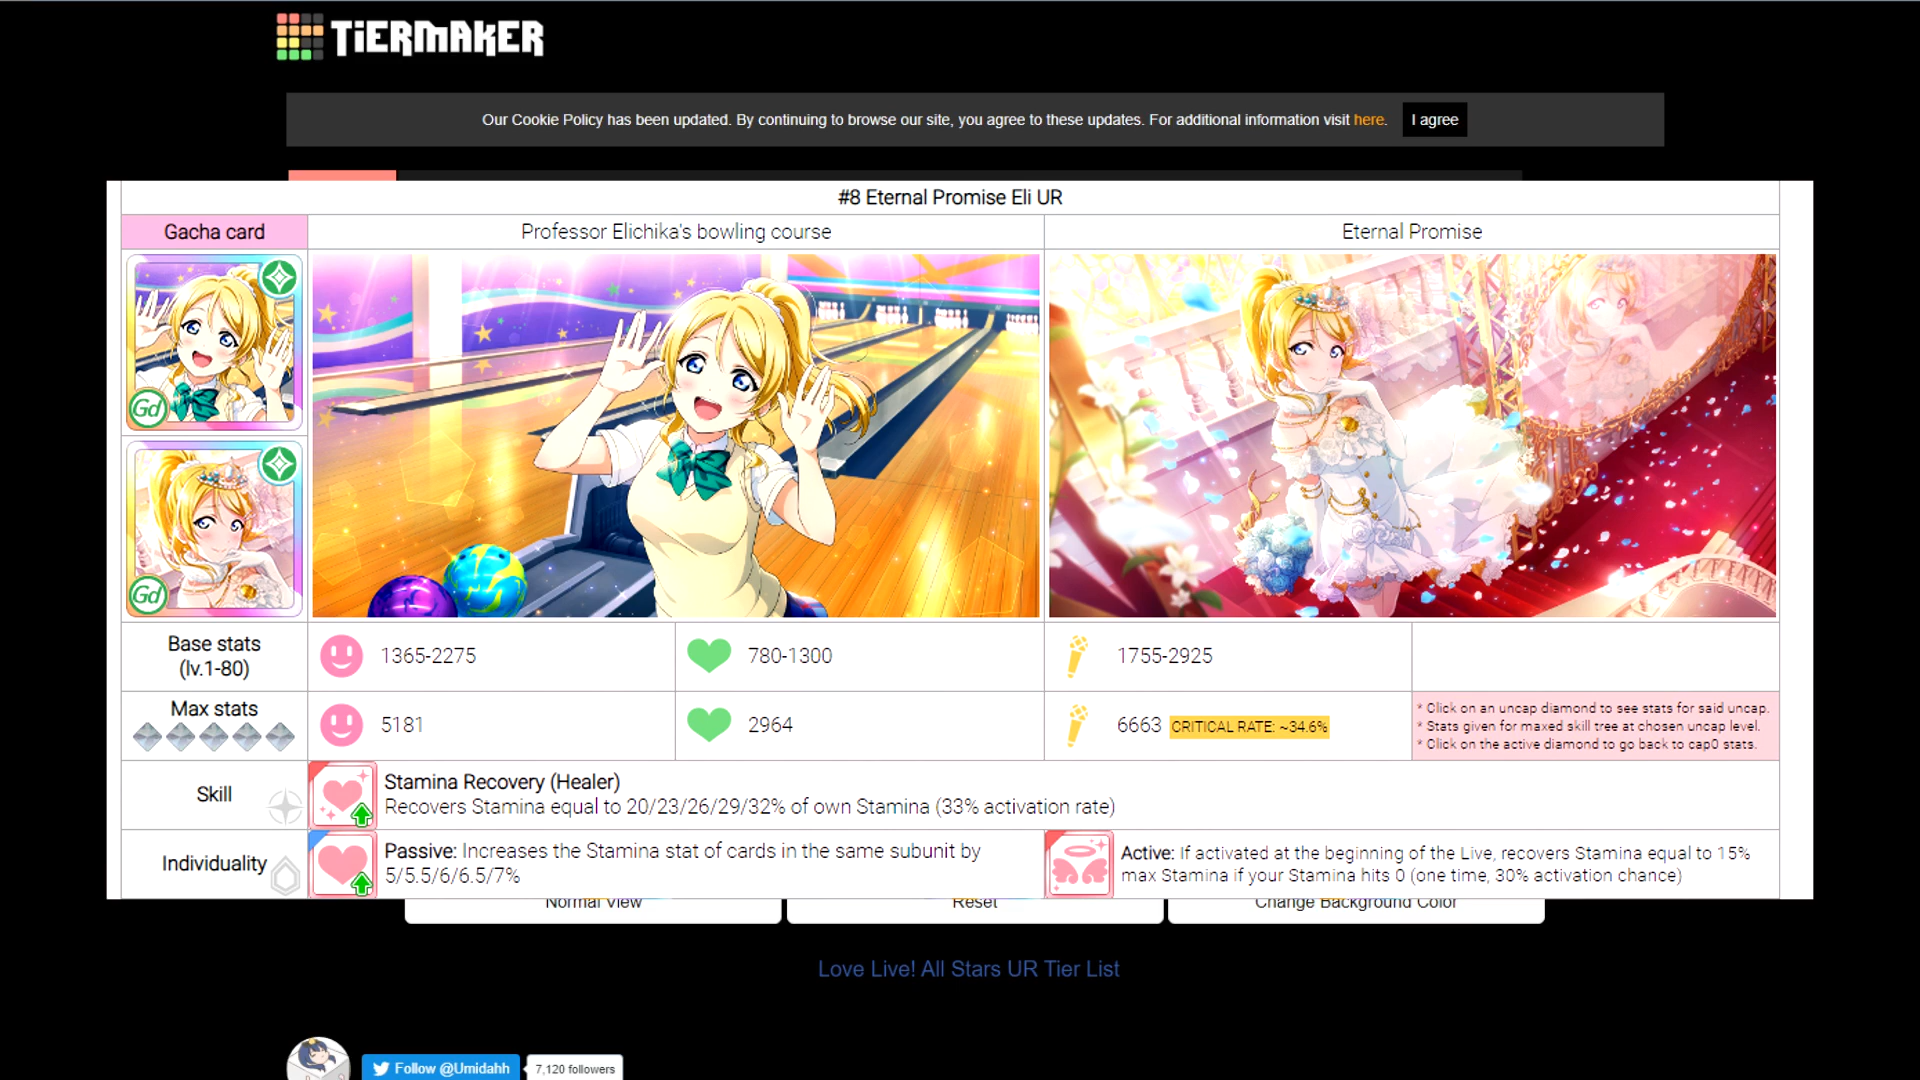 TiERMAKER
Our Cookie Policy has been updated. By continuing to browse our site, you agree to these updates. For additional information visit here.
I agree
#8 Eternal Promise Eli UR
Gacha card
Professor Elichika's bowling course
Eternal Promise
Gd
Gd
Base stats
(lv.1-80)
1365-2275
780-1300
1755-2925
Max stats
5181
2964
6663 CRITICAL RATE: ~34.6%
* Click on an uncap diamond to see stats for said uncap.
* Stats given for maxed skill tree at chosen uncap level.
* Click on the active diamond to go back to cap0 stats.
Skill
Stamina Recovery (Healer)
Recovers Stamina equal to 20/23/26/29/32% of own Stamina (33% activation rate)
Individuality
Passive: Increases the Stamina stat of cards in the same subunit by
5/5.5/6/6.5/7%
Active: If activated at the beginning of the Live, recovers Stamina equal to 15%
max Stamina if your Stamina hits 0 (one time, 30% activation chance)
Normal View
Reset
Change Background Color
Love Live! All Stars UR Tier List
Follow @Umidahh
7,120 followers